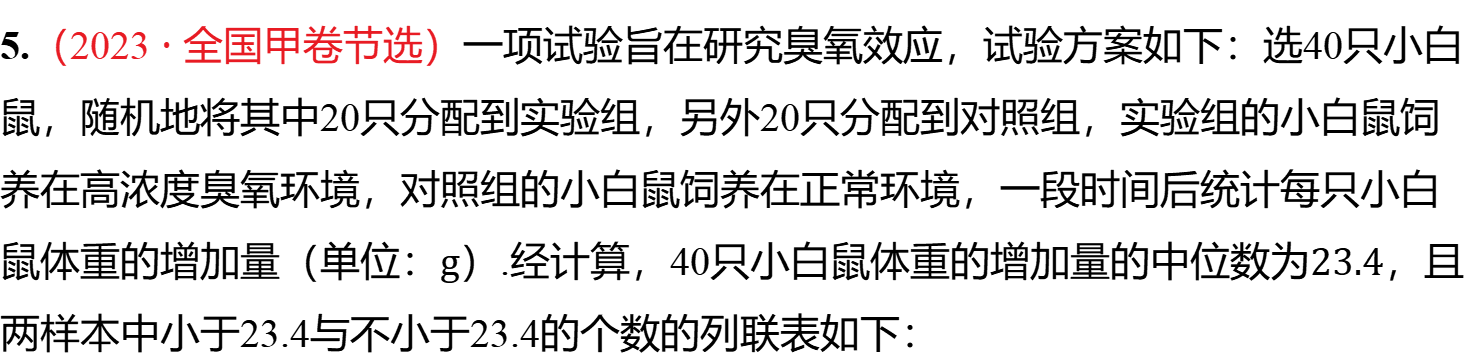 5.（2023·全国甲卷节选）一项试验旨在研究臭氧效应，试验方案如下：选40只小白
鼠，随机地将其中20只分配到实验组，另外20只分配到对照组，实验组的小白鼠饲
养在高浓度臭氧环境，对照组的小白鼠饲养在正常环境，一段时间后统计每只小白
鼠体重的增加量（单位：g）.经计算，40只小白鼠体重的增加量的中位数为23.4，且
两样本中小于23.4与不小于23.4的个数的列联表如下：